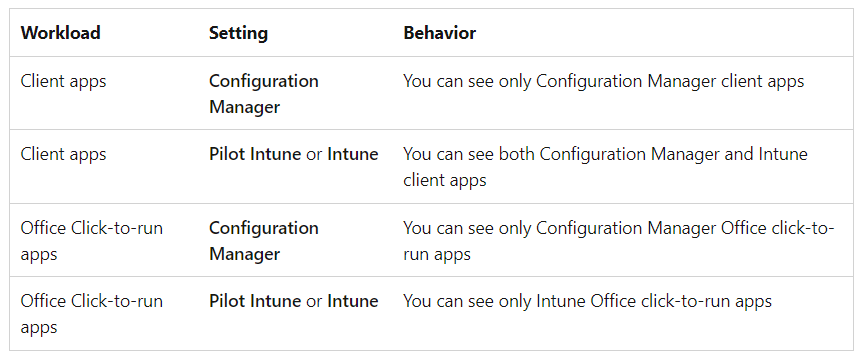 Workload Setting Behavior
Client apps Configuration You can see only Configuration Manager client apps
Manager
Client apps Pilot Intune or Intune You can see both Configuration Manager and Intune
client apps
Office Click-to-run Configuration You can see only Configuration Manager Office click-to-
apps Manager run apps
Office Click-to-run Pilot Intune or Intune You can see only Intune Office click-to-run apps
apps